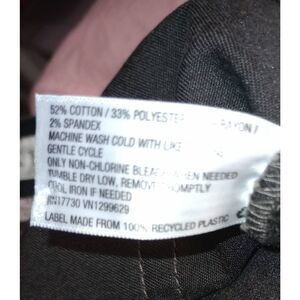 52% COTTON / 33% POLYESTER RAYON /
2% SPANDEX
MACHINE WASH COLD WITH LIKE
GENTLE CYCLE
ONLY NON-CHLORINE BLEACH WHEN NEEDED
TUMBLE DRY LOW, REMOVE PROMPTLY
COOL IRON IF NEEDED
RN17730 VN1299629
LABEL MADE FROM 100% RECYCLED PLASTIC